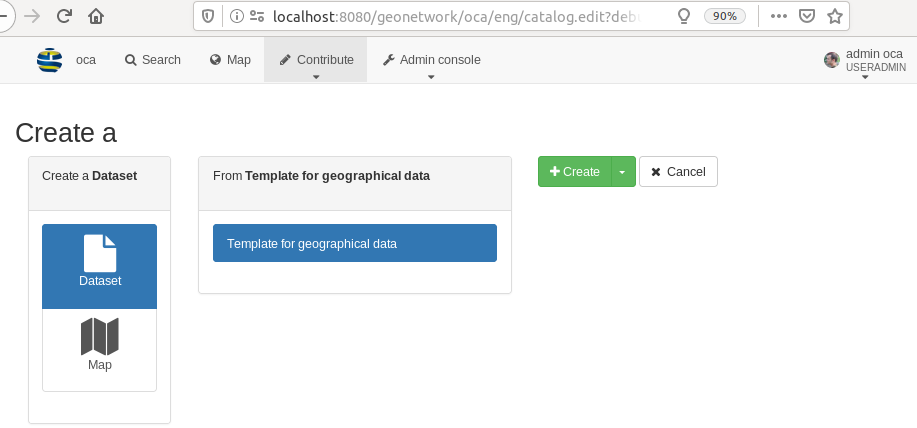 localhost:8080/geonetwork/oca/eng/catalog.edit?deb
90%
oca
Search
Map
Contribute
Admin console
admin oca
USERADMIN
Create a
Create a Dataset
From Template for geographical data
Create
Cancel
Template for geographical data
Dataset
Map